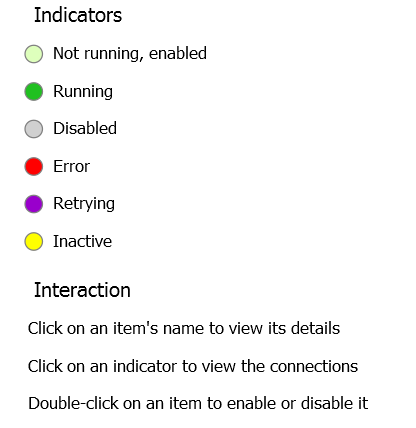 Indicators
Not running, enabled
Running
Disabled
Error
Retrying
Inactive
Interaction
Click on an item's name to view its details
Click on an indicator to view the connections
Double-click on an item to enable or disable it